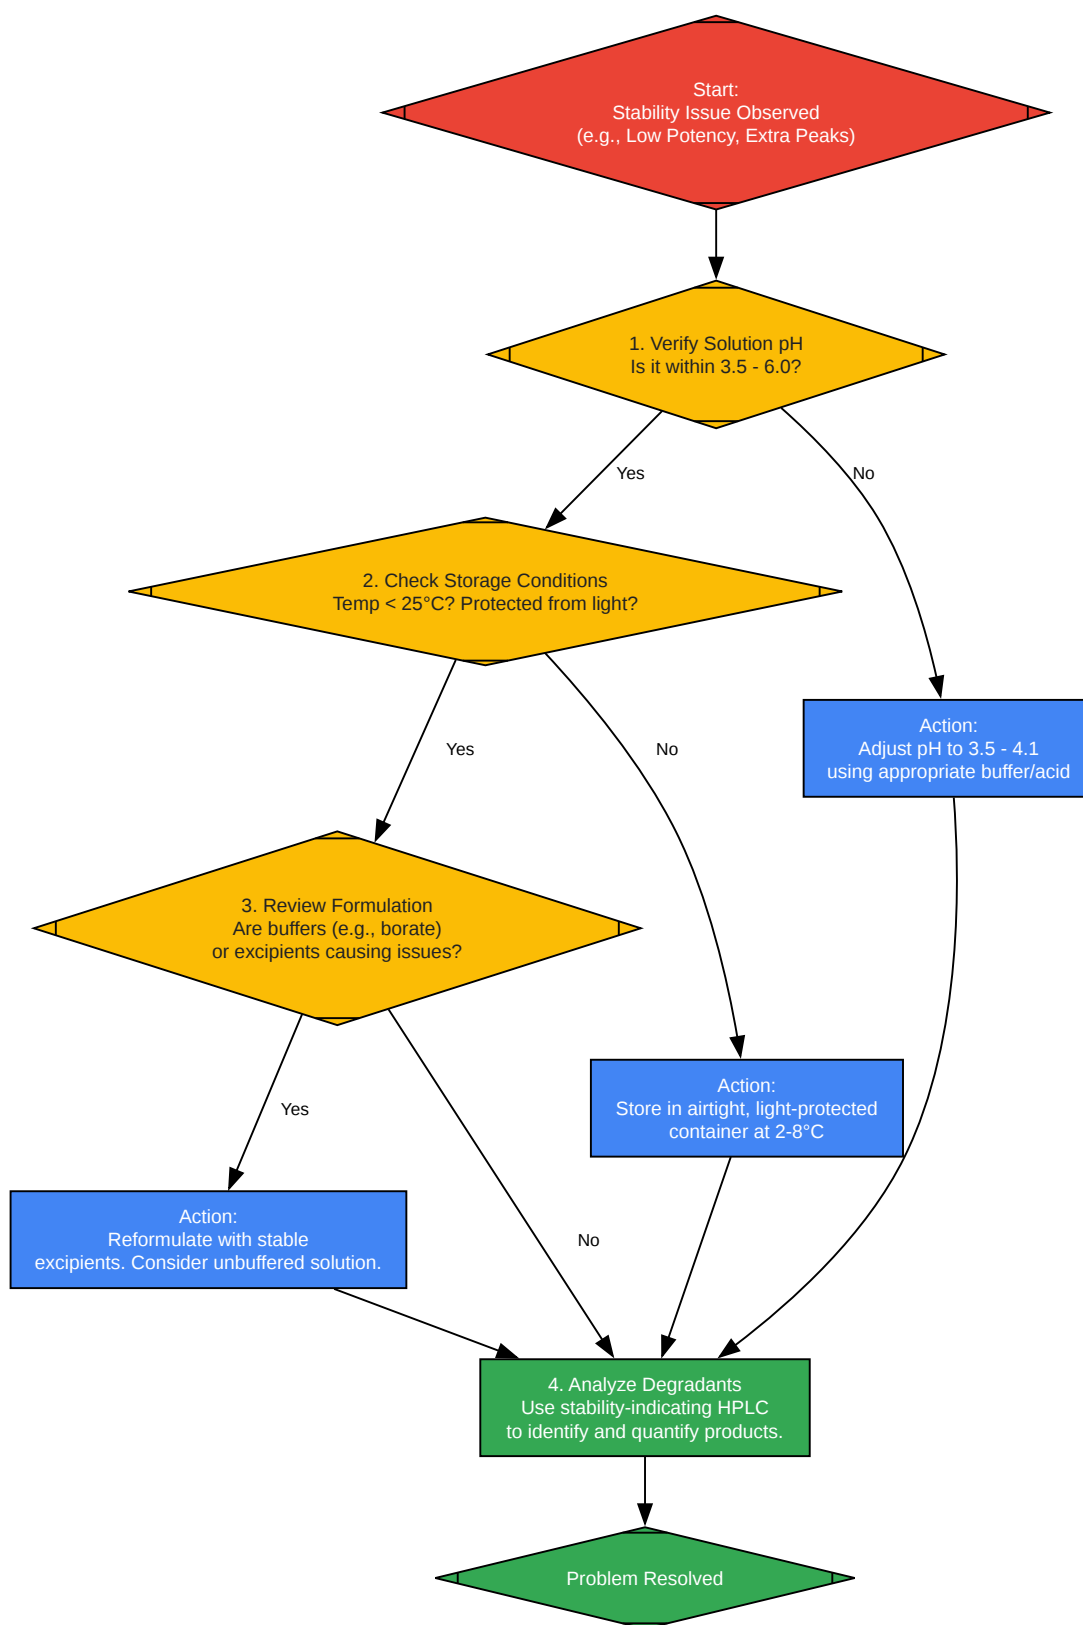 Start:
Stability Issue Observed
(e.g., Low Potency, Extra Peaks)
1. Verify Solution pH
Is it within 3.5 - 6.0?
Yes
No
2. Check Storage Conditions
Temp < 25°C? Protected from light?
Action:
Adjust pH to 3.5 - 4.1
using appropriate buffer/acid
Yes
No
3. Review Formulation
Are buffers (e.g., borate)
or excipients causing issues?
Action:
Store in airtight, light-protected
container at 2-8°C
Yes
Action:
Reformulate with stable
excipients. Consider unbuffered solution.
No
4. Analyze Degradants
Use stability-indicating HPLC
to identify and quantify products.
Problem Resolved